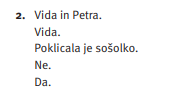 2. Vida in Petra.
Vida.
Poklicala je sošolko.
Ne.
Da.